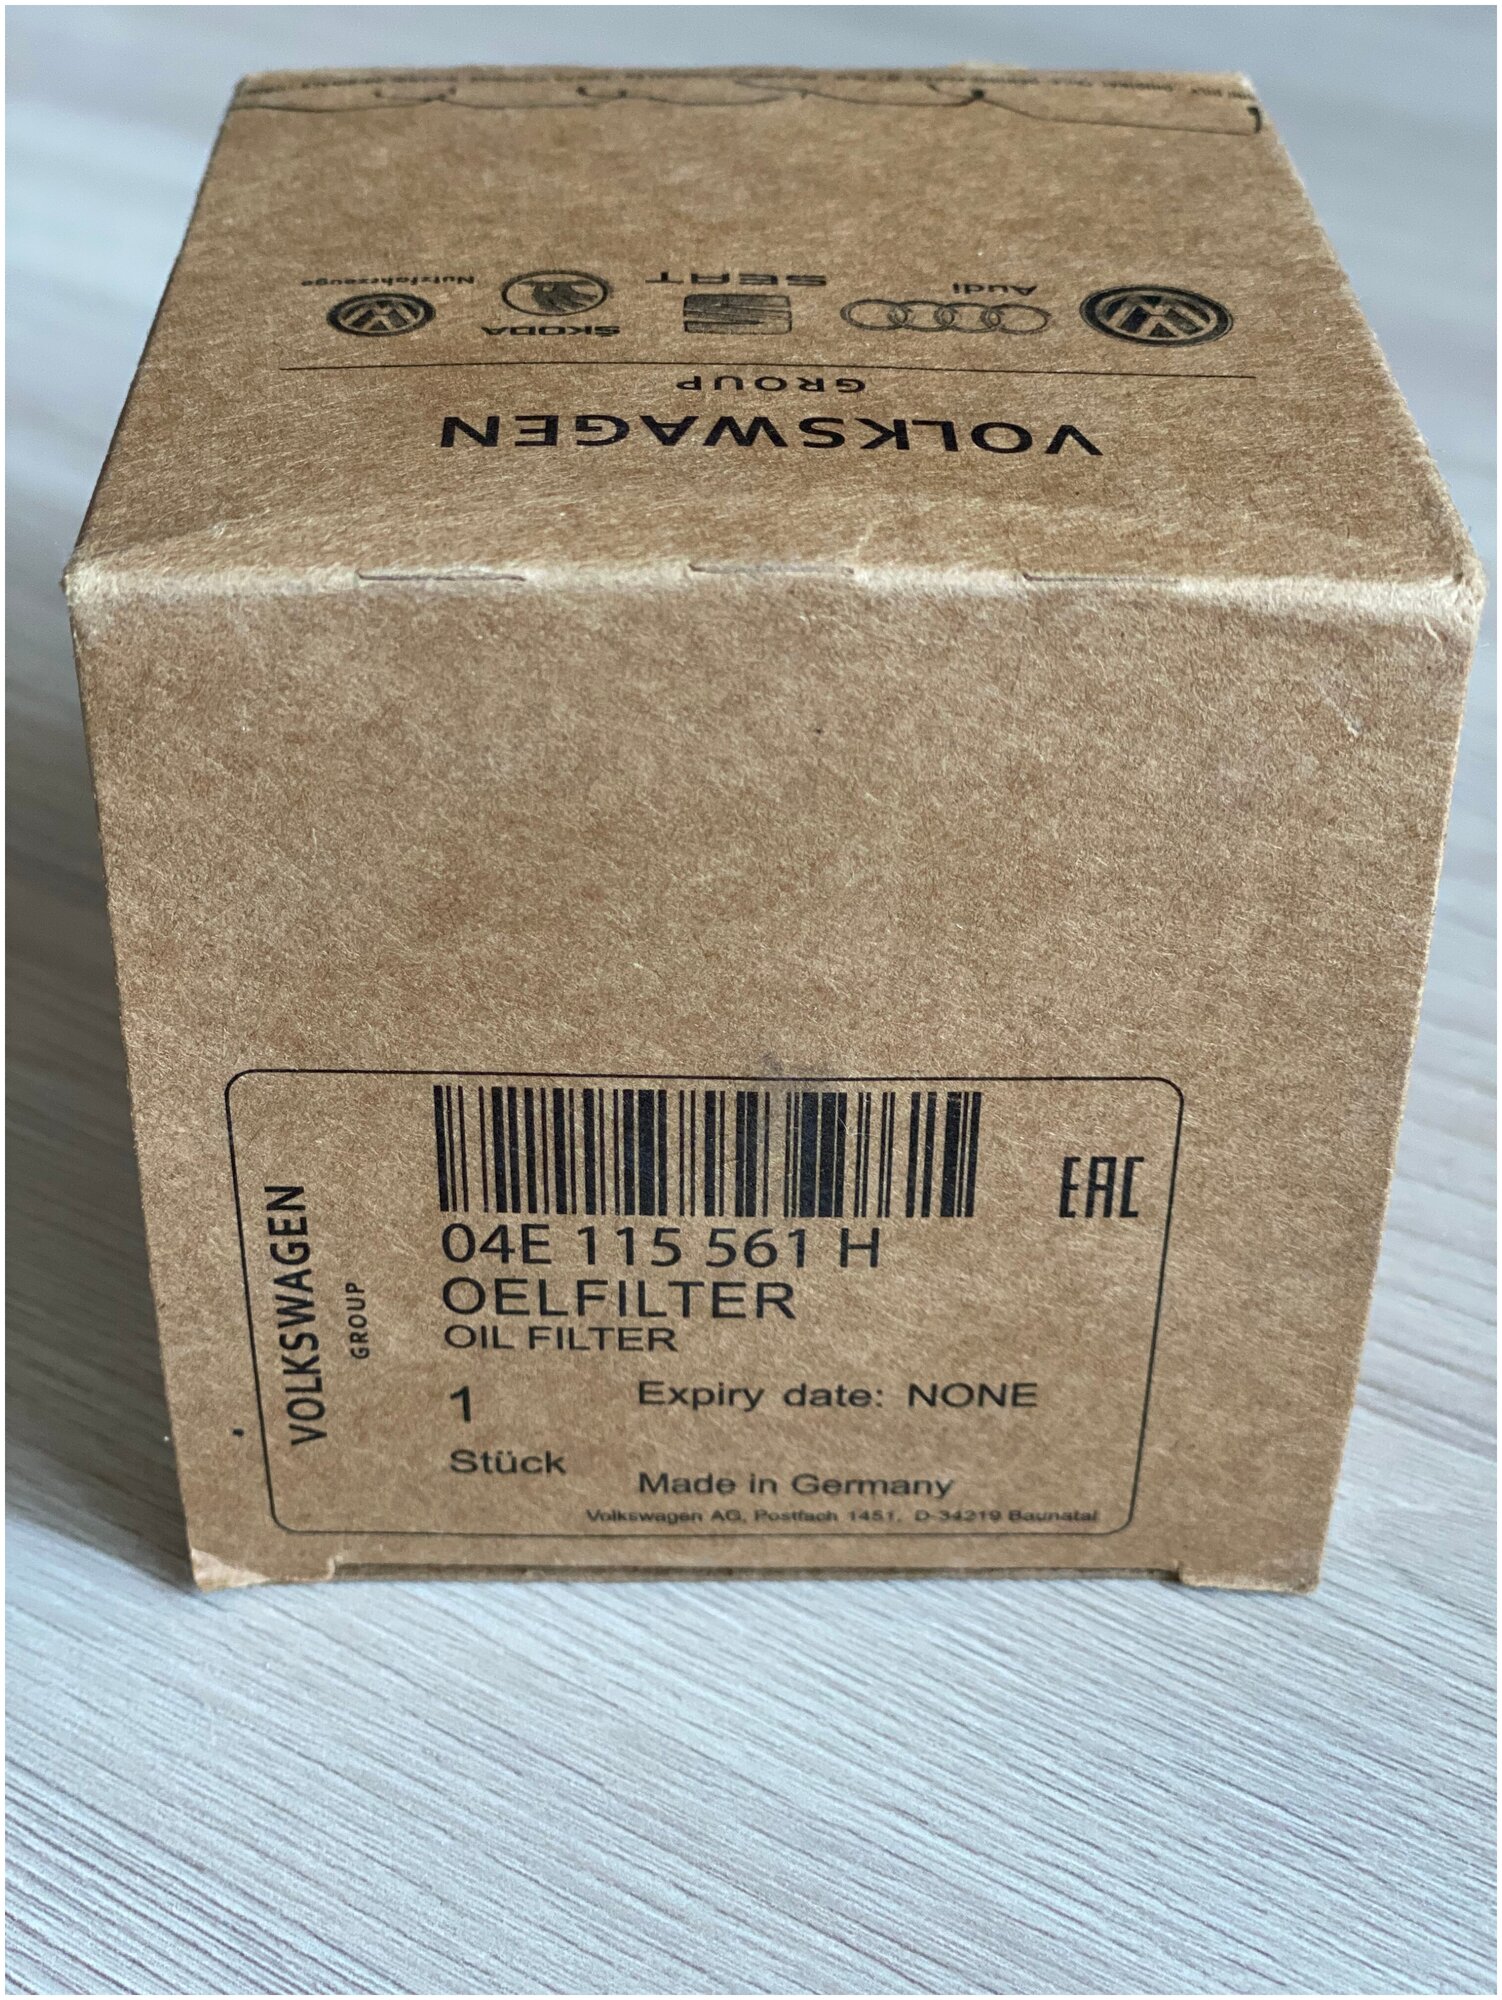 Nutzfahrzeuge
SEAT
Audi
ŠKODA
GROUP
VOLKSWAGEN
VOLKSWAGEN
GROUP
EAC
04E 115 561 H
OELFILTER
OIL FILTER
1
Expiry date: NONE
Stück
Made in Germany
Volkswagen AG, Postfach 1451, D-34219 Baunatal